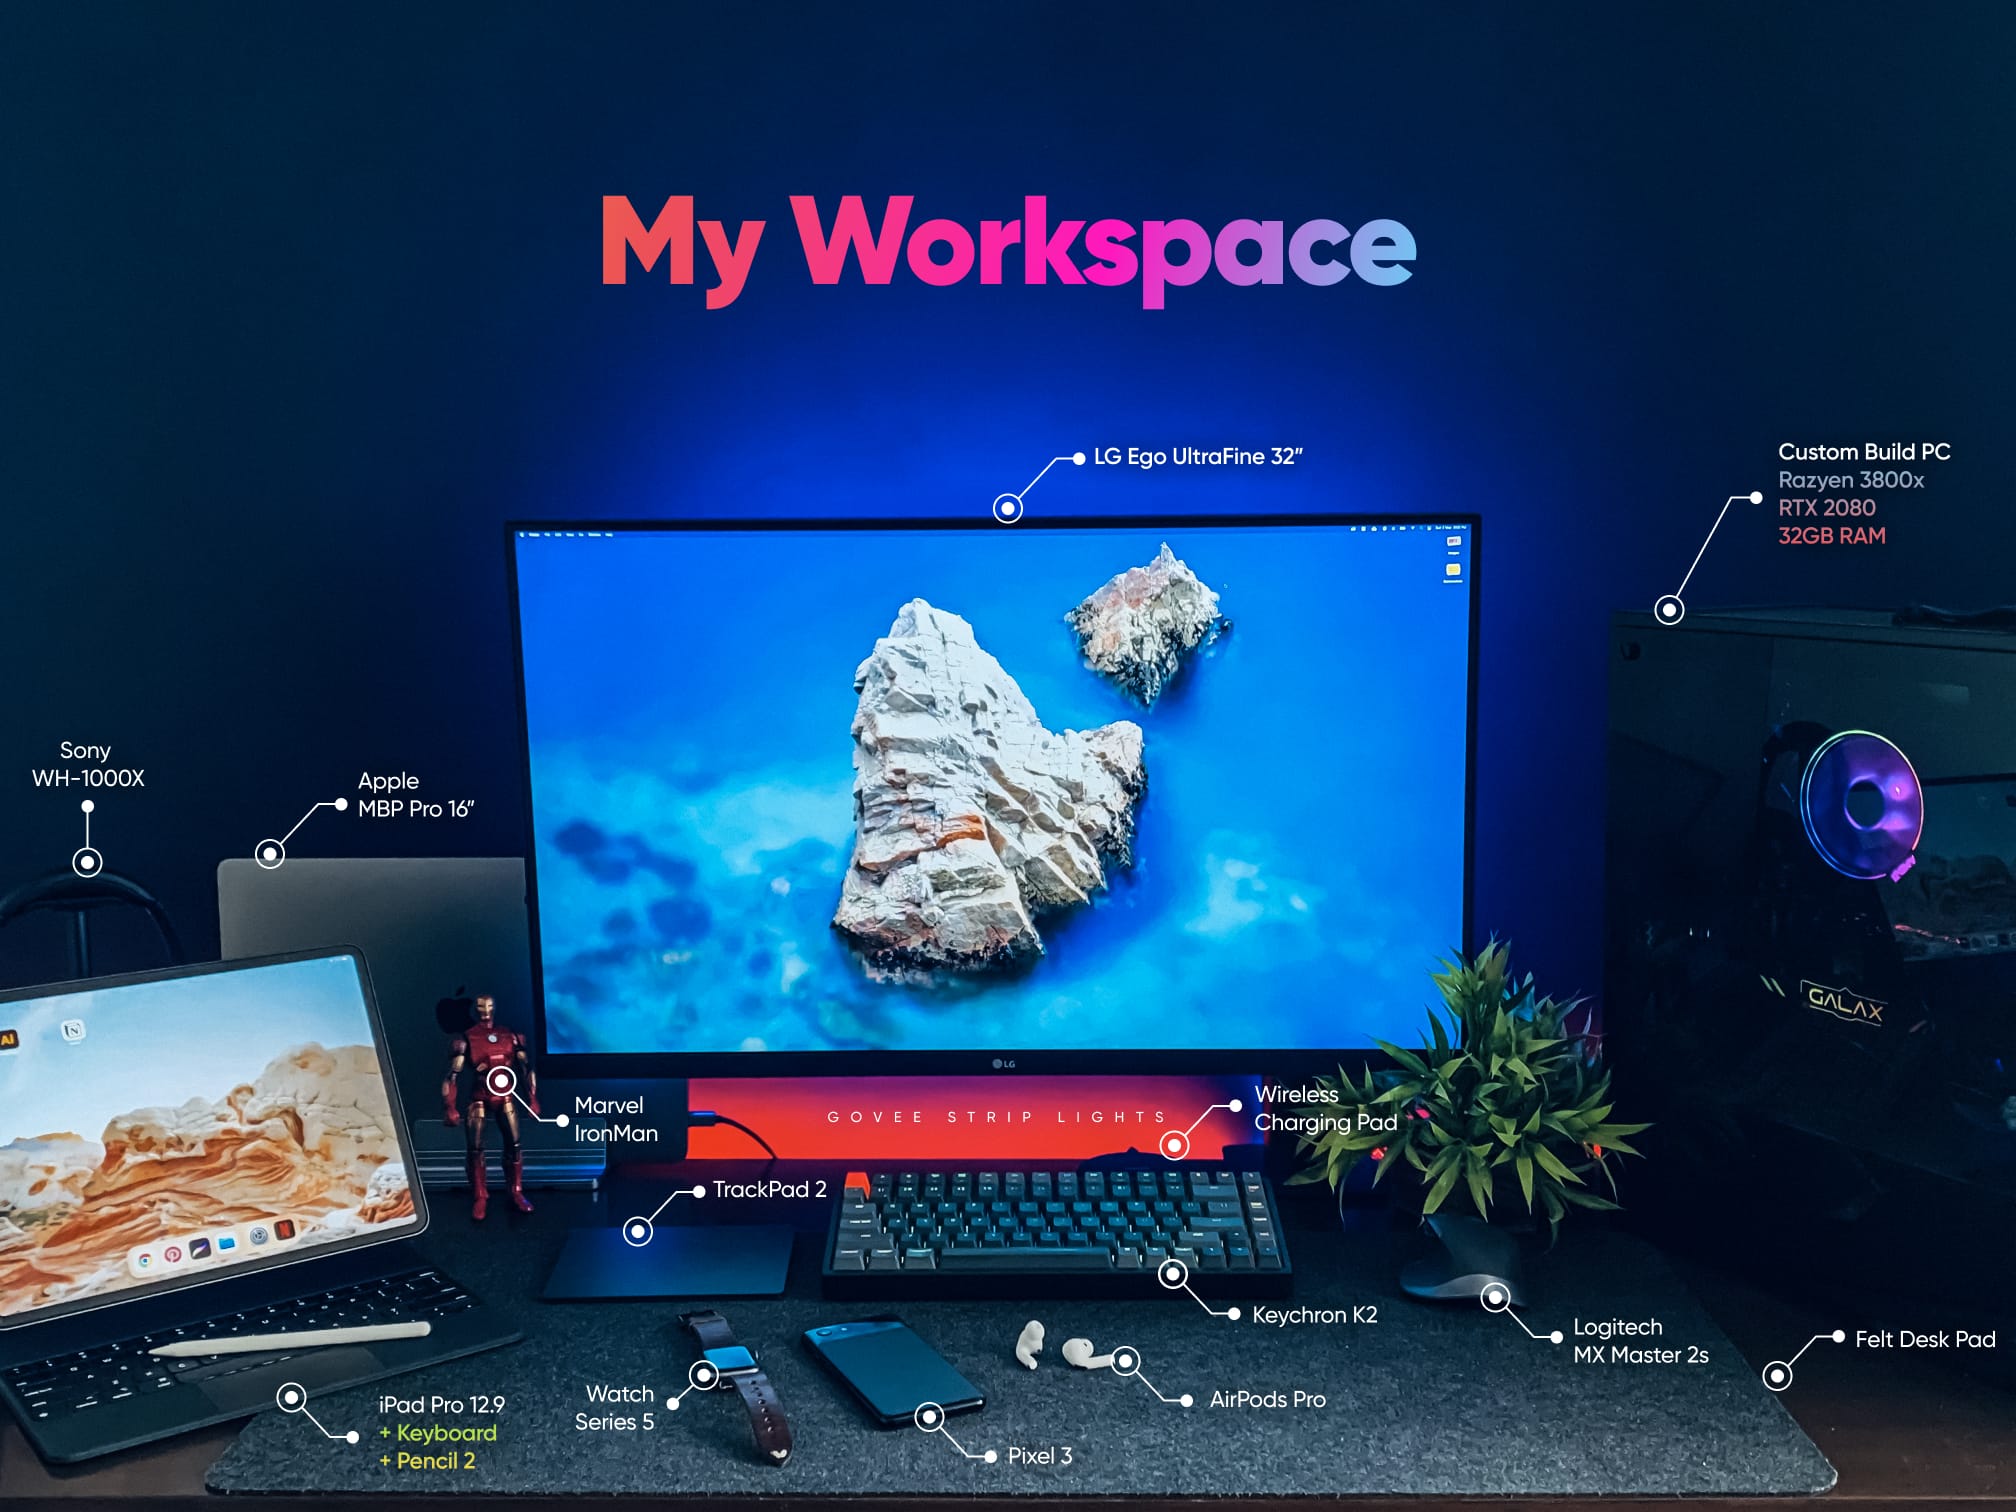 My Workspace
LG Ego UltraFine 32"
Custom Build PC
Razyen 3800x
RTX 2080
32GB RAM
Sony
WH-1000X
Apple
MBP Pro 16"
GALAX
AI
N
LG
Marvel
IronMan
GOVEE STRIP LIGHTS
Wireless
Charging Pad
TrackPad 2
Keychron K2
Logitech
MX Master 2s
Felt Desk Pad
iPad Pro 12.9
+ Keyboard
+ Pencil 2
Watch
Series 5
AirPods Pro
Pixel 3